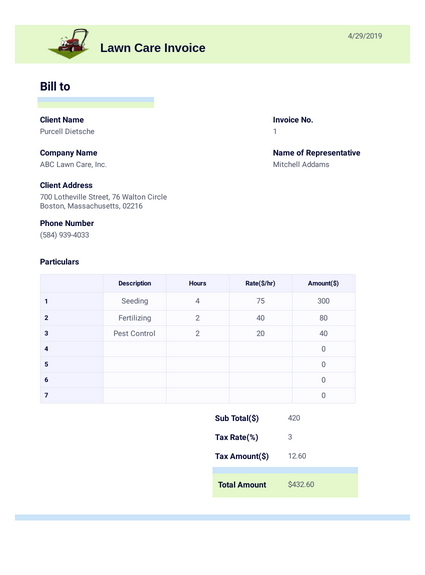 4/29/2019
Lawn Care Invoice
Bill to
Client Name Invoice No.
Purcell Dietsche 1
Company Name Name of Representative
ABC Lawn Care, Inc. Mitchell Addams
Client Address
700 Lotheville Street, 76 Walton Circle
Boston, Massachusetts, 02216
Phone Number
(584) 939-4033
Particulars
Description Hours Rate($/hr) Amount($)
1 Seeding 4 75 300
2 Fertilizing 2 40 80
3 Pest Control 2 20 40
4 0
5 0
6 0
7 0
Sub Total($) 420
Tax Rate(%) 3
Tax Amount($) 12.60
Total Amount $432.60